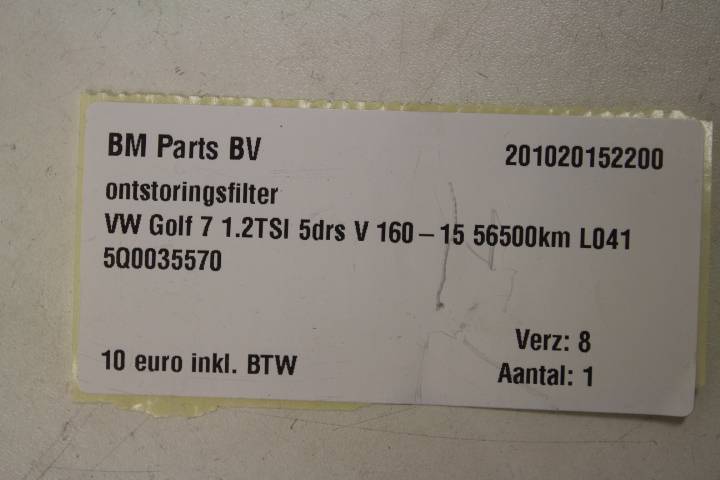 BM Parts BV 201020152200
ontstoringsfilter
VW Golf 7 1.2TSI 5drs V 160-15 56500km L041
5Q0035570
Verz: 8
10 euro inkl. BTW Aantal: 1